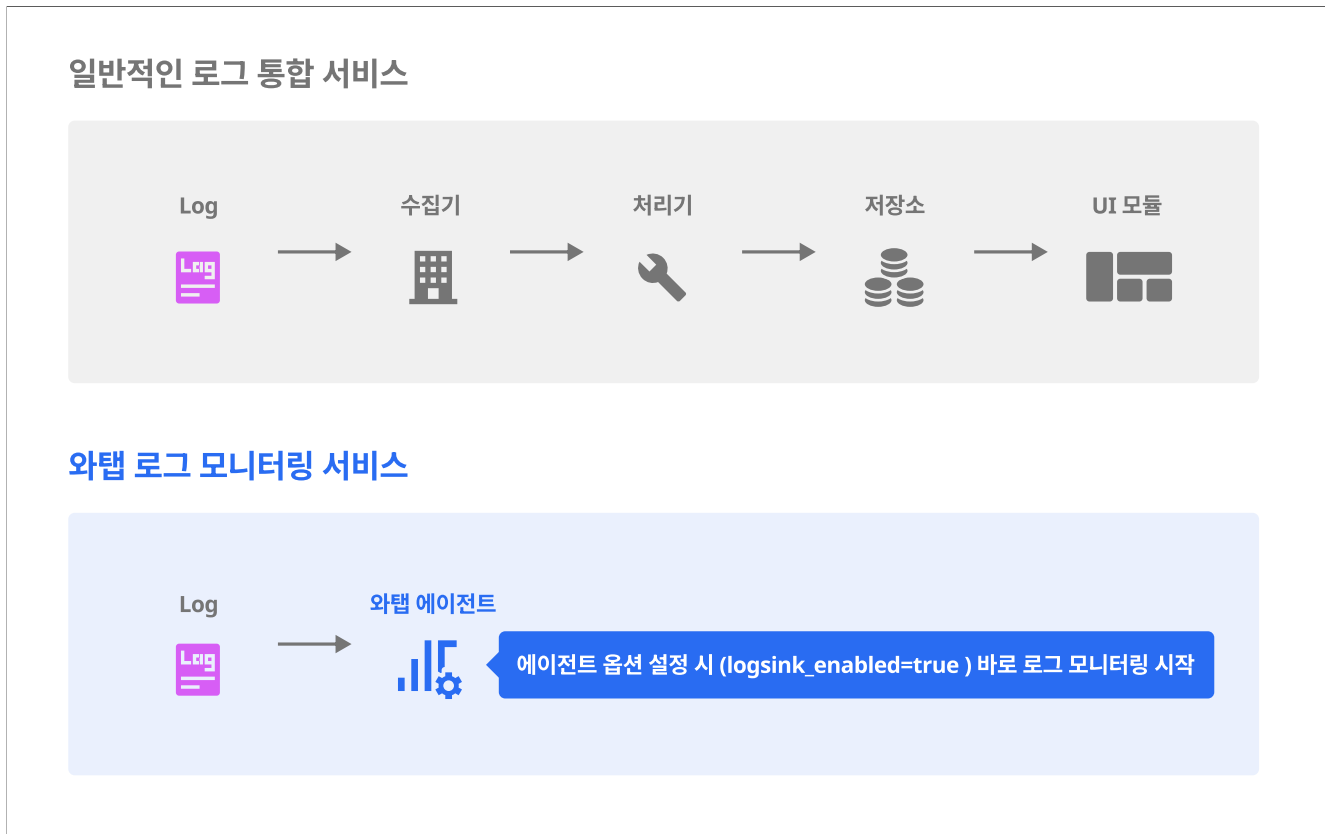 일반적인 로그 통합 서비스
Log 수집기 처리기 저장소 UI 모듈
Log
와탭 로그 모니터링 서비스
Log 와탭 에이전트
Log
에이전트 옵션 설정 시 (logsink_enabled=true ) 바로 로그 모니터링 시작